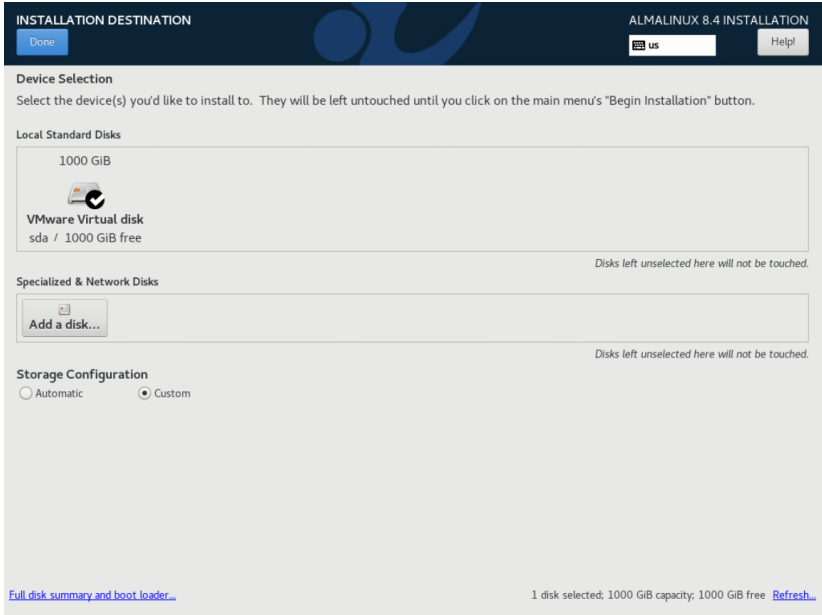 INSTALLATION DESTINATION
ALMALINUX 8.4 INSTALLATION
Done
us
Help!
Device Selection
Select the device(s) you'd like to install to. They will be left untouched until you click on the main menu's "Begin Installation" button.
Local Standard Disks
1000 GiB
VMware Virtual disk
sda / 1000 GiB free
Disks left unselected here will not be touched.
Specialized & Network Disks
Add a disk...
Disks left unselected here will not be touched.
Storage Configuration
Automatic
Custom
Full disk summary and boot loader...
1 disk selected; 1000 GiB capacity; 1000 GiB free Refresh...